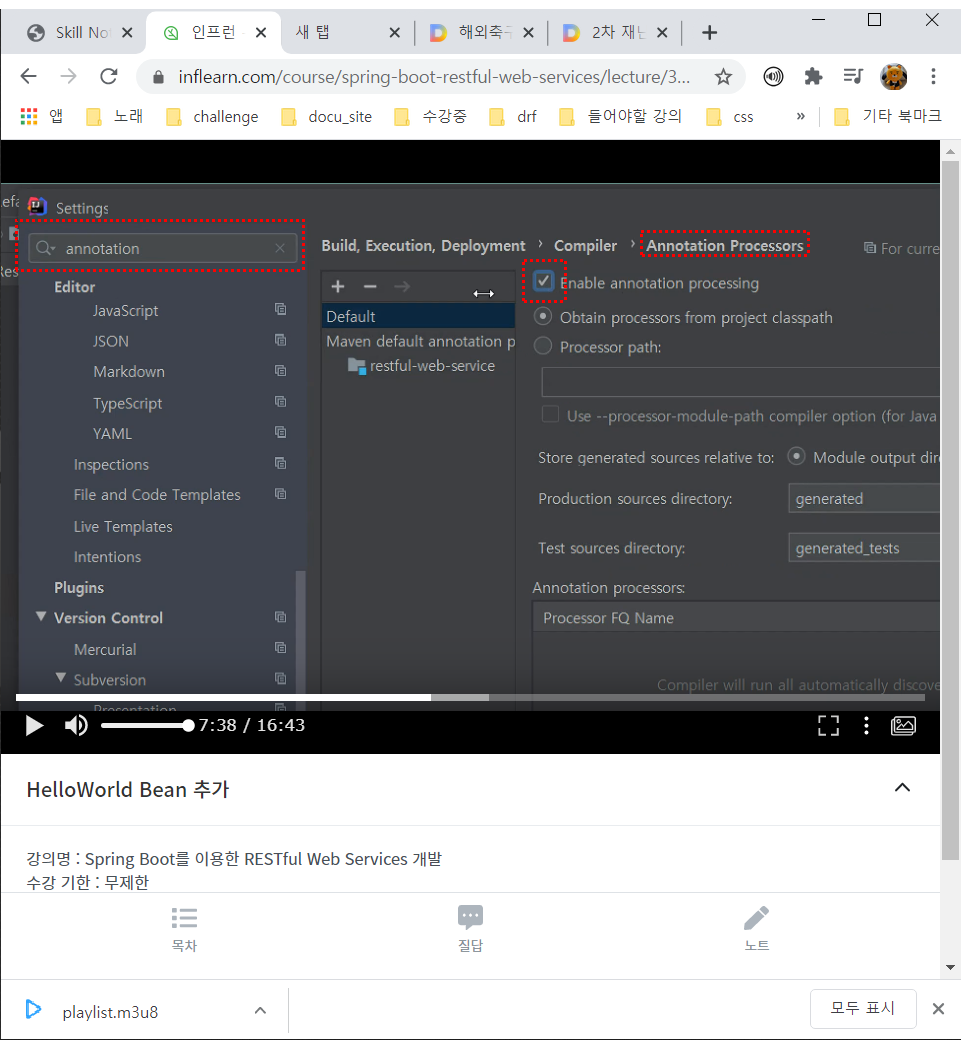 Skill No
인프런
새 탭
해외축구
2차 재난
inflearn.com/course/spring-boot-restful-web-services/lecture/3...
앱 노래 challenge docu_site 수강중 drf 들어야할 강의 css » 기타 북마크
Settings
annotation
Build, Execution, Deployment › Compiler › Annotation Processors For curre
Editor
JavaScript
JSON
Markdown
TypeScript
YAML
Inspections
File and Code Templates
Live Templates
Intentions
Plugins
Version Control
Mercurial
Subversion
Presentation
Default
Maven default annotation p
restful-web-service
Enable annotation processing
Obtain processors from project classpath
Processor path:
Use --processor-module-path compiler option (for Java
Store generated sources relative to: Module output dire
Production sources directory: generated
Test sources directory: generated_tests
Annotation processors:
Processor FQ Name
Compiler will run all automatically discove
7:38 / 16:43
HelloWorld Bean 추가
강의명 : Spring Boot를 이용한 RESTful Web Services 개발
수강 기한 : 무제한
목차 질답 노트
playlist.m3u8 모두 표시